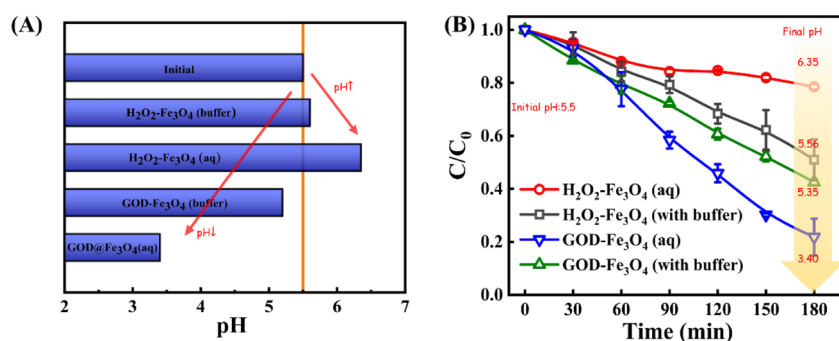 (A)
Initial
pH↑
H₂O₂-Fe₃O₄ (buffer)
H₂O₂-Fe₃O₄ (aq)
GOD-Fe₃O₄ (buffer)
pH↓
GOD@Fe₃O₄(aq)
2 3 4 5 6 7
pH
(B)
C/C₀
1.0
0.8
0.6
0.4
0.2
0.0
Final pH
6.35
Initial pH:5.5
5.56
5.35
3.40
H₂O₂-Fe₃O₄ (aq)
H₂O₂-Fe₃O₄ (with buffer)
GOD-Fe₃O₄ (aq)
GOD-Fe₃O₄ (with buffer)
0 30 60 90 120 150 180
Time (min)